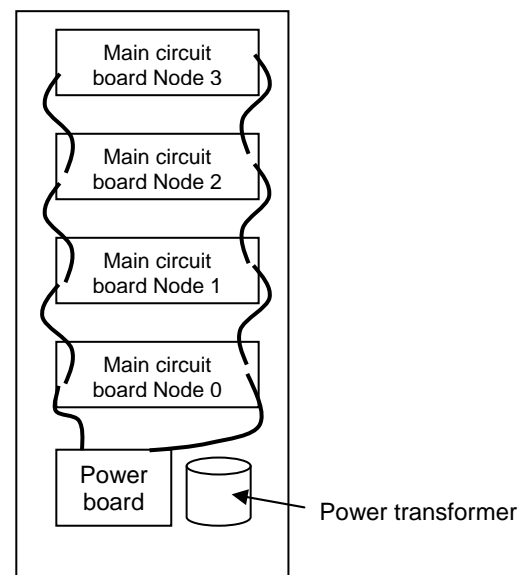 Main circuit
board Node 3
Main circuit
board Node 2
Main circuit
board Node 1
Main circuit
board Node 0
Power
board
Power transformer